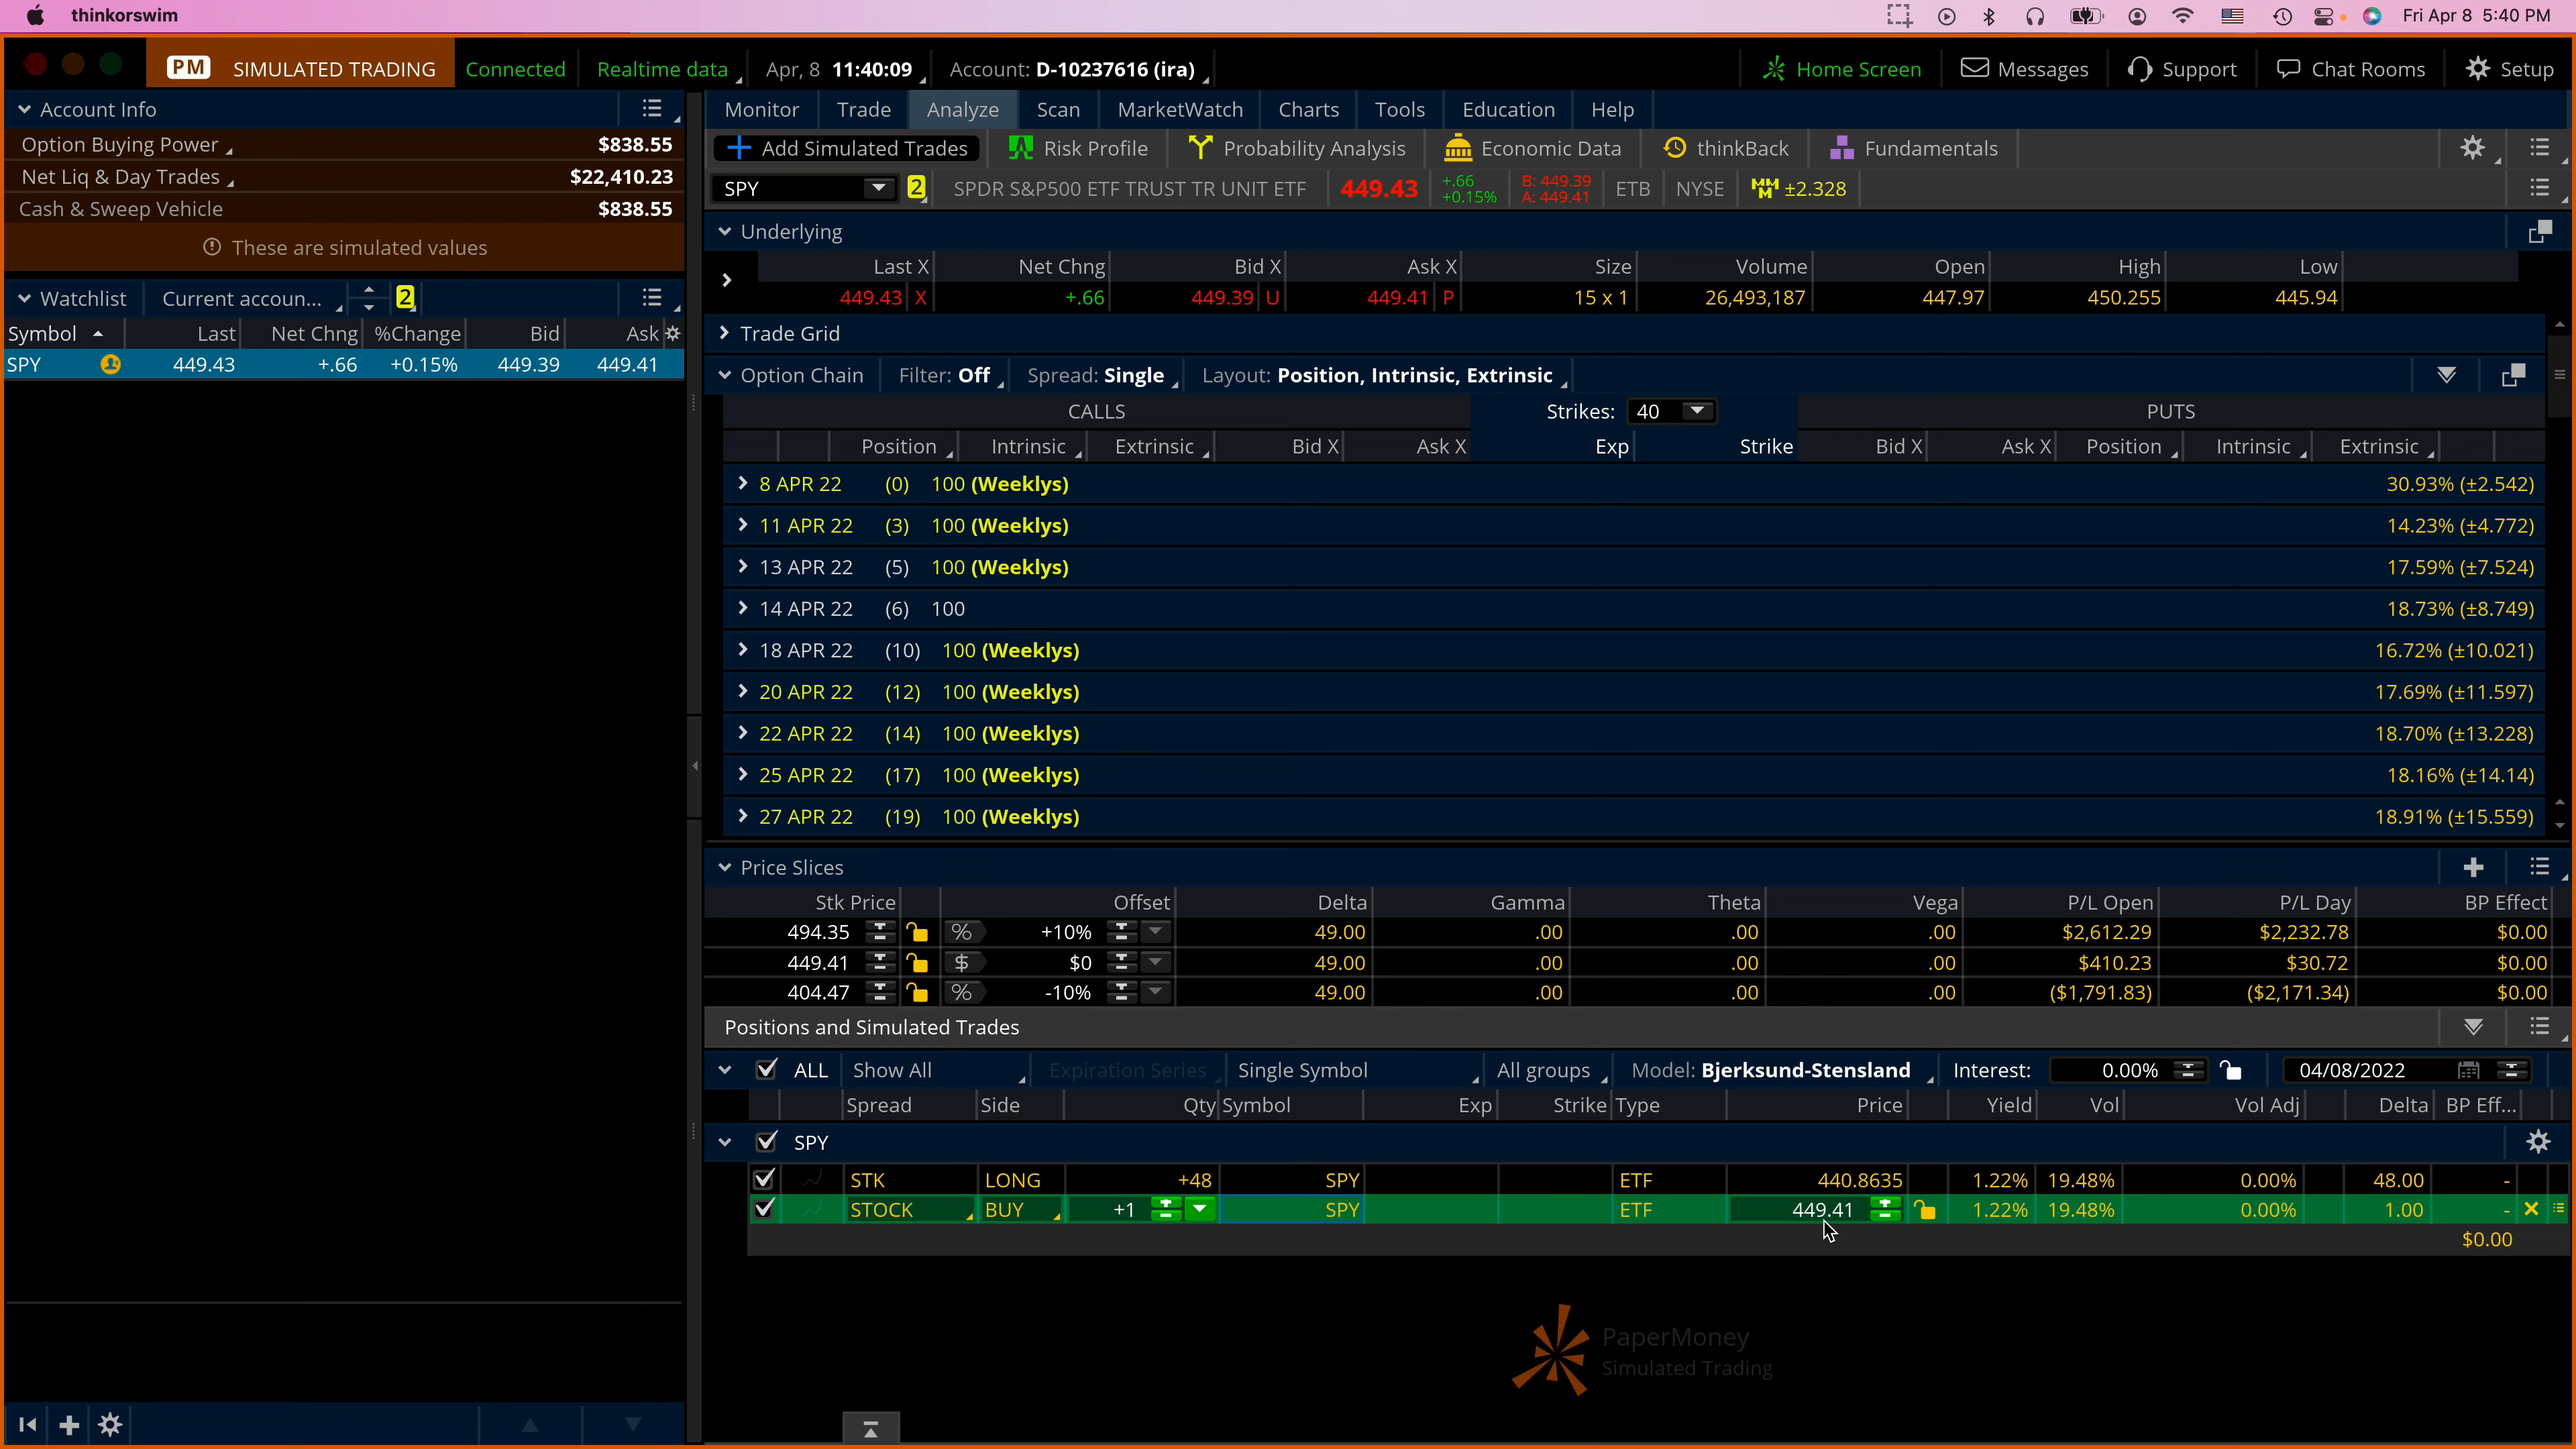 thinkorswim Fri Apr 8 5:40 PM
PM SIMULATED TRADING Connected Realtime data Apr, 8 11:40:09 Account: D-10237616 (ira) Home Screen Messages Support Chat Rooms Setup
Account Info
Option Buying Power $838.55
Net Liq & Day Trades $22,410.23
Cash & Sweep Vehicle $838.55
These are simulated values
Watchlist Current accoun... 2
Symbol Last Net Chng %Change Bid Ask
SPY 449.43 +.66 +0.15% 449.39 449.41
Monitor Trade Analyze Scan MarketWatch Charts Tools Education Help
Add Simulated Trades Risk Profile Probability Analysis Economic Data thinkBack Fundamentals
SPY 2 SPDR S&P500 ETF TRUST TR UNIT ETF 449.43 +.66 +0.15% B: 449.39 A: 449.41 ETB NYSE MMM ±2.328
Underlying
Last X Net Chng Bid X Ask X Size Volume Open High Low
449.43 X +.66 449.39 U 449.41 P 15 x 1 26,493,187 447.97 450.255 445.94
Trade Grid
Option Chain Filter: Off Spread: Single Layout: Position, Intrinsic, Extrinsic
CALLS Strikes: 40 PUTS
Position Intrinsic Extrinsic Bid X Ask X Exp Strike Bid X Ask X Position Intrinsic Extrinsic
8 APR 22 (0) 100 (Weeklys) 30.93% (±2.542)
11 APR 22 (3) 100 (Weeklys) 14.23% (±4.772)
13 APR 22 (5) 100 (Weeklys) 17.59% (±7.524)
14 APR 22 (6) 100 18.73% (±8.749)
18 APR 22 (10) 100 (Weeklys) 16.72% (±10.021)
20 APR 22 (12) 100 (Weeklys) 17.69% (±11.597)
22 APR 22 (14) 100 (Weeklys) 18.70% (±13.228)
25 APR 22 (17) 100 (Weeklys) 18.16% (±14.14)
27 APR 22 (19) 100 (Weeklys) 18.91% (±15.559)
Price Slices
Stk Price Offset Delta Gamma Theta Vega P/L Open P/L Day BP Effect
494.35 % +10% 49.00 .00 .00 .00 $2,612.29 $2,232.78 $0.00
449.41 $ $0 49.00 .00 .00 .00 $410.23 $30.72 $0.00
404.47 % -10% 49.00 .00 .00 .00 ($1,791.83) ($2,171.34) $0.00
Positions and Simulated Trades
ALL Show All Expiration Series Single Symbol All groups Model: Bjerksund-Stensland Interest: 0.00% 04/08/2022
Spread Side Qty Symbol Exp Strike Type Price Yield Vol Vol Adj Delta BP Eff...
SPY
STK LONG +48 SPY ETF 440.8635 1.22% 19.48% 0.00% 48.00 -
STOCK BUY +1 SPY ETF 449.41 1.22% 19.48% 0.00% 1.00 -
$0.00
PaperMoney
Simulated Trading